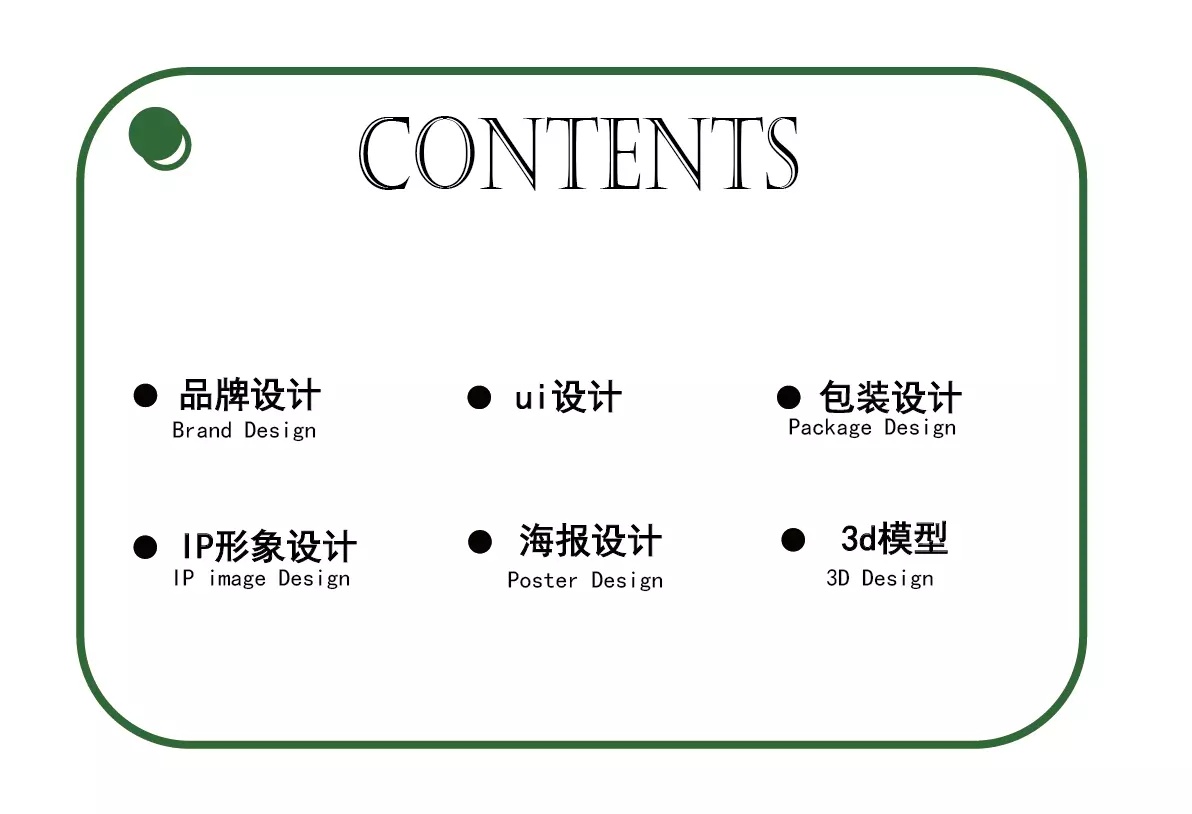 CONTENTS
品牌设计
Brand Design
ui设计
包装设计
Package Design
IP形象设计
IP image Design
海报设计
Poster Design
3d模型
3D Design